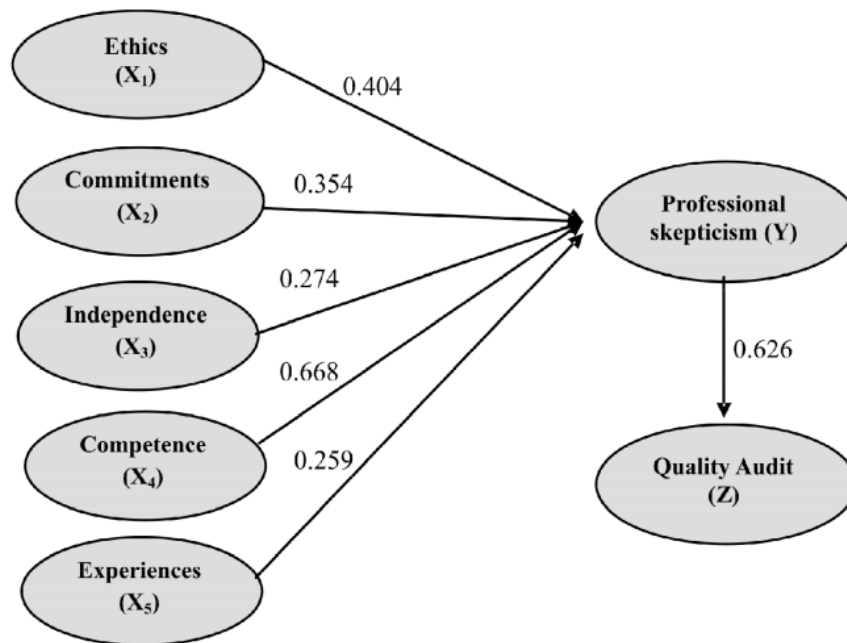 Ethics
(X₁)
0.404
Commitments
(X₂)
0.354
Professional
skepticism (Y)
Independence
(X₃)
0.274
0.626
Competence
(X₄)
0.668
Quality Audit
(Z)
Experiences
(X₅)
0.259